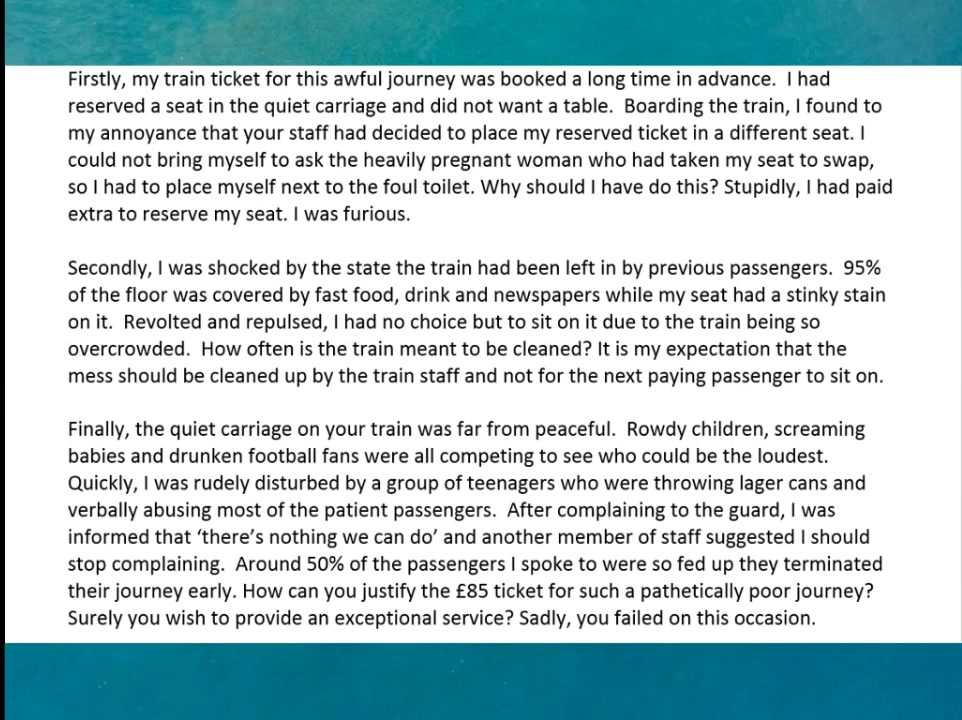 Firstly, my train ticket for this awful journey was booked a long time in advance.  I had
reserved a seat in the quiet carriage and did not want a table.  Boarding the train, I found to
my annoyance that your staff had decided to place my reserved ticket in a different seat. I
could not bring myself to ask the heavily pregnant woman who had taken my seat to swap,
so I had to place myself next to the foul toilet. Why should I have do this? Stupidly, I had paid
extra to reserve my seat. I was furious.

Secondly, I was shocked by the state the train had been left in by previous passengers.  95%
of the floor was covered by fast food, drink and newspapers while my seat had a stinky stain
on it.  Revolted and repulsed, I had no choice but to sit on it due to the train being so
overcrowded.  How often is the train meant to be cleaned? It is my expectation that the
mess should be cleaned up by the train staff and not for the next paying passenger to sit on.

Finally, the quiet carriage on your train was far from peaceful.  Rowdy children, screaming
babies and drunken football fans were all competing to see who could be the loudest.
Quickly, I was rudely disturbed by a group of teenagers who were throwing lager cans and
verbally abusing most of the patient passengers.  After complaining to the guard, I was
informed that ‘there’s nothing we can do’ and another member of staff suggested I should
stop complaining.  Around 50% of the passengers I spoke to were so fed up they terminated
their journey early. How can you justify the £85 ticket for such a pathetically poor journey?
Surely you wish to provide an exceptional service? Sadly, you failed on this occasion.